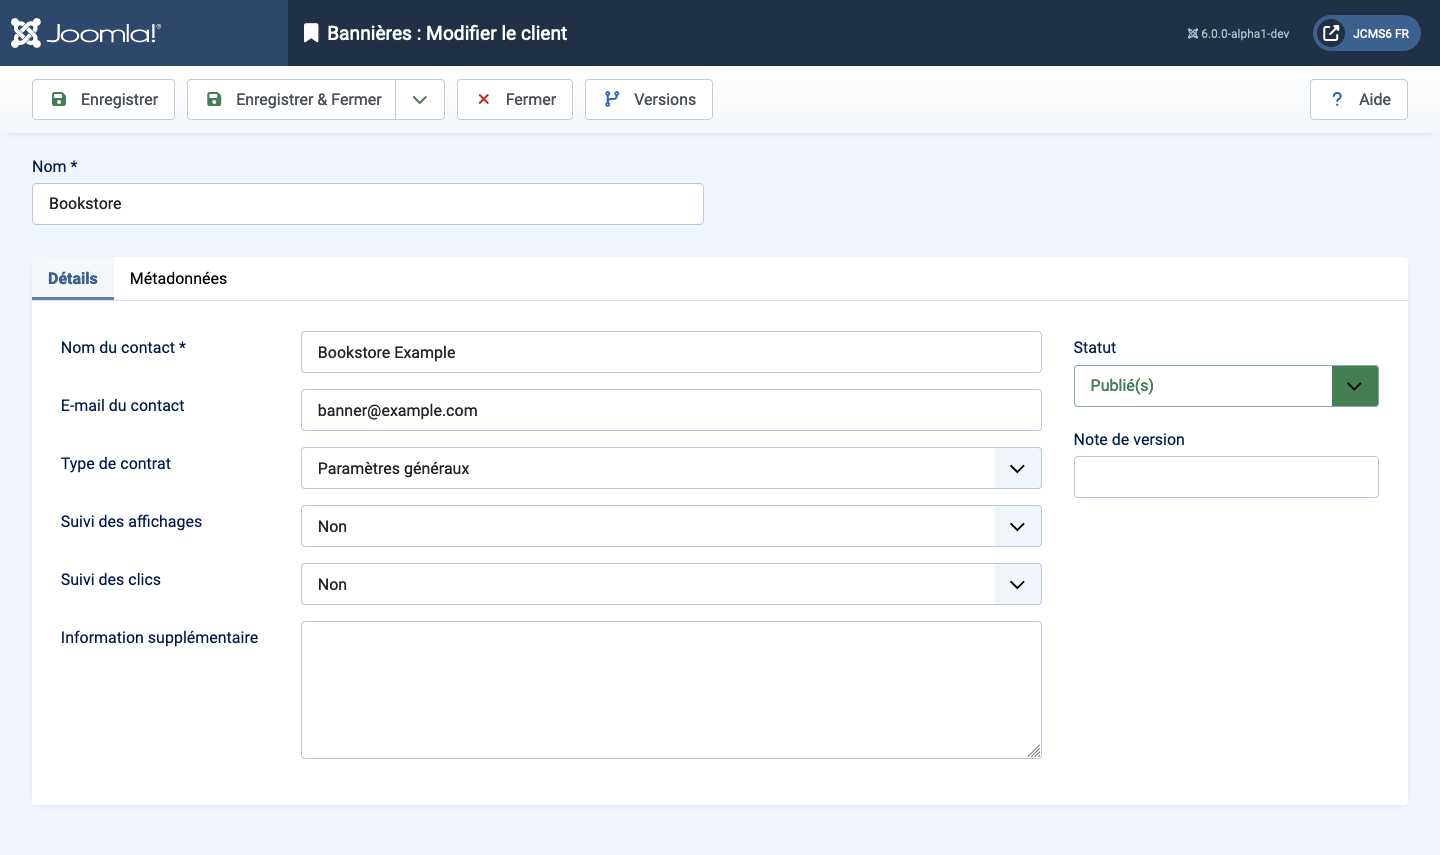 Joomla!®
Bannières : Modifier le client
6.0.0-alpha1-dev
JCMS6 FR
Enregistrer
Enregistrer & Fermer
Fermer
Versions
Aide
Nom *
Bookstore
Détails
Métadonnées
Nom du contact *
Bookstore Example
E-mail du contact
banner@example.com
Type de contrat
Paramètres généraux
Suivi des affichages
Non
Suivi des clics
Non
Information supplémentaire
Statut
Publié(s)
Note de version